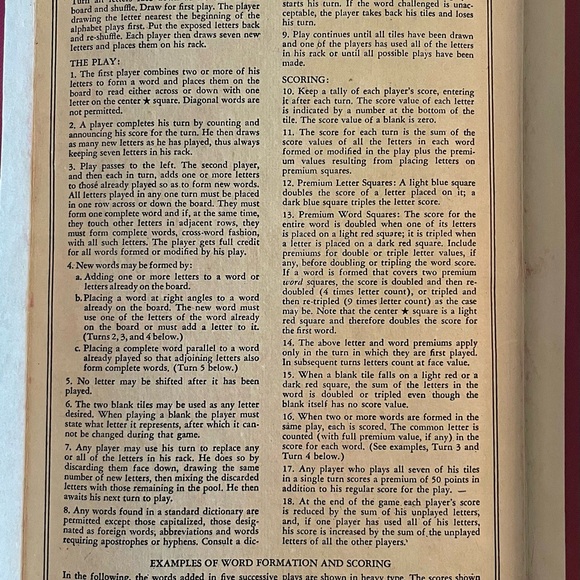 Turn all letters
board and shuffle. Draw for first play. The player
drawing the letter nearest the beginning of the
alphabet plays first. Put the exposed letters back
and re-shuffle. Each player then draws seven new
letters and places them on his rack.
THE PLAY:
1. The first player combines two or more of his
letters to form a word and places them on the
board to read either across or down with one
letter on the center ★ square. Diagonal words are
not permitted.
2. A player completes his turn by counting and
announcing his score for the turn. He then draws
as many new letters as he has played, thus always
keeping seven letters in his rack.
3. Play passes to the left. The second player,
and then each in turn, adds one or more letters
to those already played so as to form new words.
All letters played in any one turn must be placed
in one row across or down the board. They must
form one complete word and if, at the same time,
they touch other letters in adjacent rows, they
must form complete words, cross-word fashion,
with all such letters. The player gets full credit
for all words formed or modified by his play.
4. New words may be formed by:
a. Adding one or more letters to a word or
letters already on the board.
b. Placing a word at right angles to a word
already on the board. The new word must
use one of the letters of the word already
on the board or must add a letter to it.
(Turns 2, 3, and 4 below.)
c. Placing a complete word parallel to a word
already played so that adjoining letters also
form complete words. (Turn 5 below.)
5. No letter may be shifted after it has been
played.
6. The two blank tiles may be used as any letter
desired. When playing a blank the player must
state what letter it represents, after which it can-
not be changed during that game.
7. Any player may use his turn to replace any
or all of the letters in his rack. He does so by
discarding them face down, drawing the same
number of new letters, then mixing the discarded
letters with those remaining in the pool. He then
awaits his next turn to play.
8. Any words found in a standard dictionary are
permitted except those capitalized, those desig-
nated as foreign words, abbreviations and words
requiring apostrophes or hyphens. Consult a dic-
starts his turn. If the word challenged is unac-
ceptable, the player takes back his tiles and loses
his turn.
9. Play continues until all tiles have been drawn
and one of the players has used all of the letters
in his rack or until all possible plays have been
made.
SCORING:
10. Keep a tally of each player's score, entering
it after each turn. The score value of each letter
is indicated by a number at the bottom of the
tile. The score value of a blank is zero.
11. The score for each turn is the sum of the
score values of all the letters in each word
formed or modified in the play plus the premi-
um values resulting from placing letters on
premium squares.
12. Premium Letter Squares: A light blue square
doubles the score of a letter placed on it; a
dark blue square triples the letter score.
13. Premium Word Squares: The score for the
entire word is doubled when one of its letters
is placed on a light red square; it is tripled when
a letter is placed on a dark red square. Include
premiums for double or triple letter values, if
any, before doubling or tripling the word score.
If a word is formed that covers two premium
word squares, the score is doubled and then re-
doubled (4 times letter count), or tripled and
then re-tripled (9 times letter count) as the case
may be. Note that the center ★ square is a light
red square and therefore doubles the score for
the first word.
14. The above letter and word premiums apply
only in the turn in which they are first played.
In subsequent turns letters count at face value.
15. When a blank tile falls on a light red or a
dark red square, the sum of the letters in the
word is doubled or tripled even though the
blank itself has no score value.
16. When two or more words are formed in the
same play, each is scored. The common letter is
counted (with full premium value, if any) in the
score for each word. (See examples, Turn 3 and
Turn 4 below.)
17. Any player who plays all seven of his tiles
in a single turn scores a premium of 50 points in
addition to his regular score for the play.
18. At the end of the game each player's score
is reduced by the sum of his unplayed letters,
and, if one player has used all of his letters,
his score is increased by the sum of the unplayed
letters of all the other players.
EXAMPLES OF WORD FORMATION AND SCORING
In the following, the words added in five successive plays are shown in heavy type. The scores shown